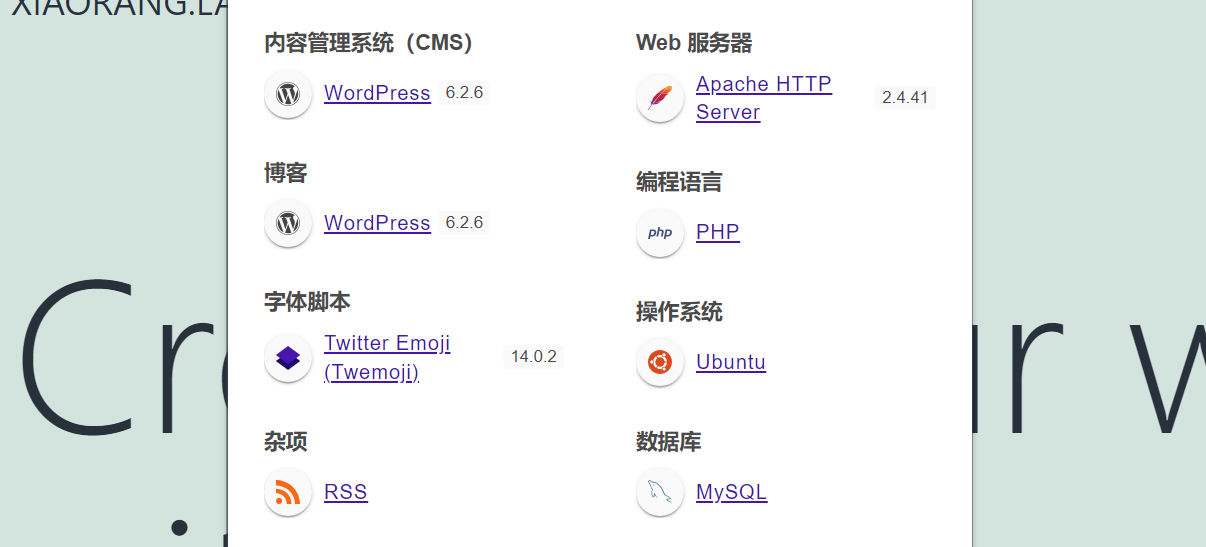 XIAORANG.LA
内容管理系统（CMS）
WordPress 6.2.6
博客
WordPress 6.2.6
字体脚本
Twitter Emoji
(Twemoji) 14.0.2
杂项
RSS
Web 服务器
Apache HTTP
Server 2.4.41
编程语言
php PHP
操作系统
Ubuntu
数据库
MySQL
Cr
ur w